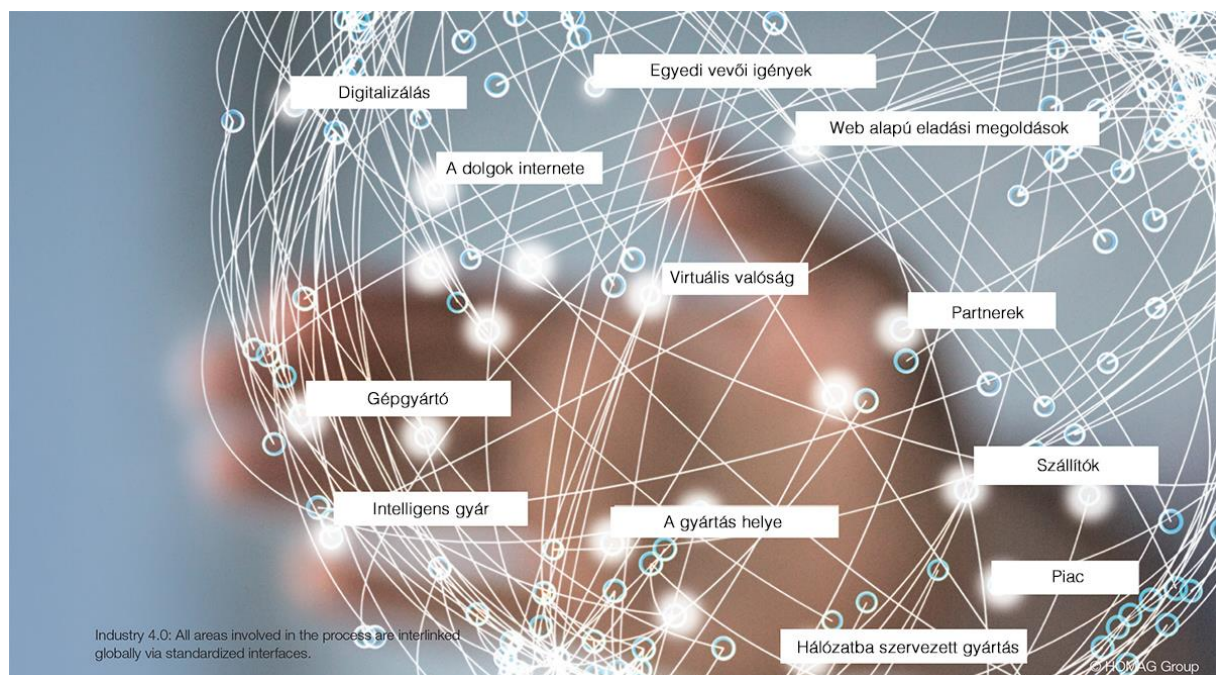 Egyedi vevői igények
Digitalizálás
Web alapú eladási megoldások
A dolgok internete
Virtuális valóság
Partnerek
Gépgyártó
Szállítók
Intelligens gyár
A gyártás helye
Piac
Industry 4.0: All areas involved in the process are interlinked
globally via standardized interfaces.
Hálózatba szervezett gyártás
© HOMAG Group